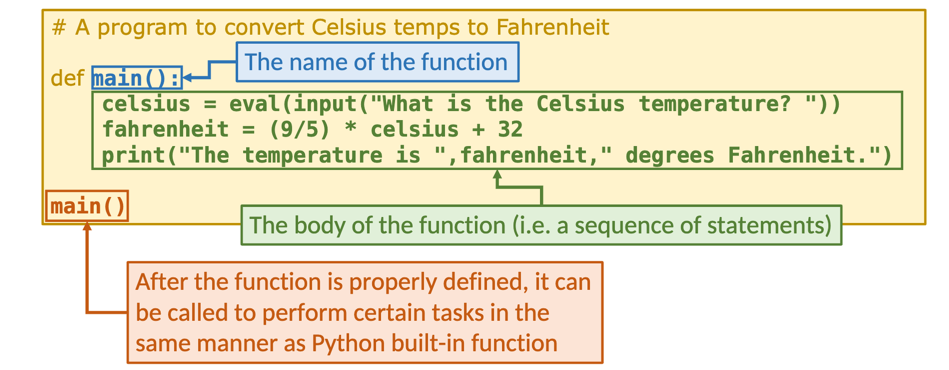 # A program to convert Celsius temps to Fahrenheit
The name of the function
def main():
celsius = eval(input("What is the Celsius temperature? "))
fahrenheit = (9/5) * celsius + 32
print("The temperature is ",fahrenheit," degrees Fahrenheit.")
main()
The body of the function (i.e. a sequence of statements)
After the function is properly defined, it can
be called to perform certain tasks in the
same manner as Python built-in function